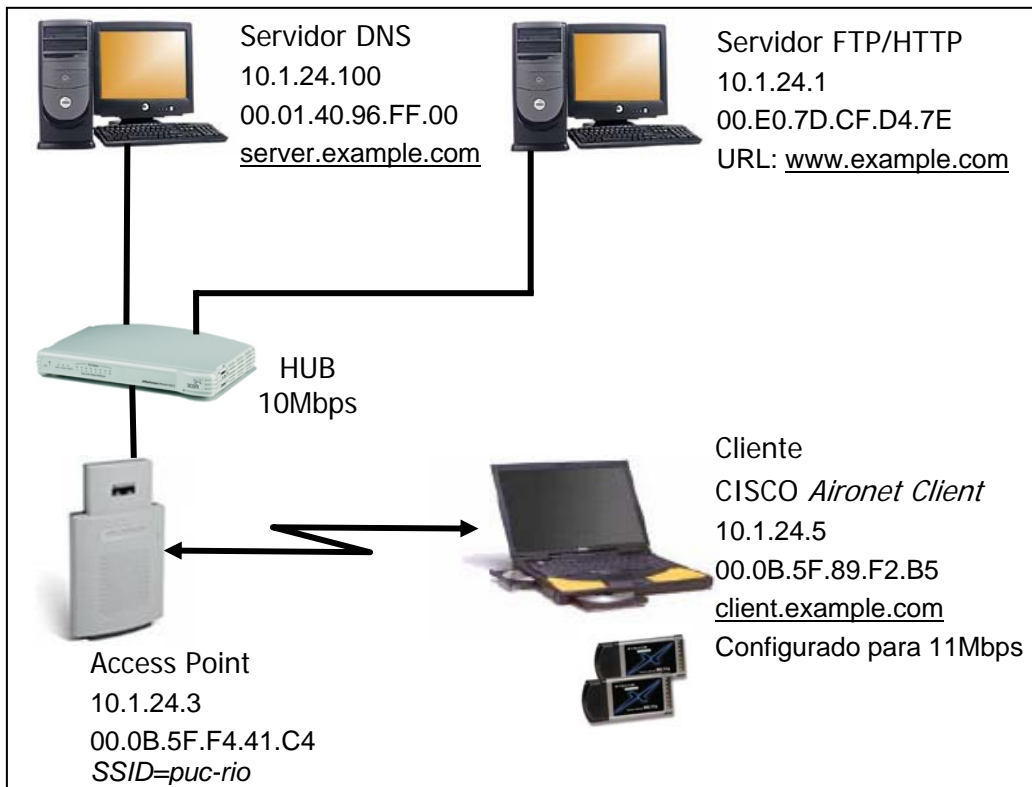 Servidor DNS
10.1.24.100
00.01.40.96.FF.00
server.example.com
Servidor FTP/HTTP
10.1.24.1
00.E0.7D.CF.D4.7E
URL: www.example.com
HUB
10Mbps
Access Point
10.1.24.3
00.0B.5F.F4.41.C4
SSID=puc-rio
Cliente
CISCO Aironet Client
10.1.24.5
00.0B.5F.89.F2.B5
client.example.com
Configurado para 11Mbps